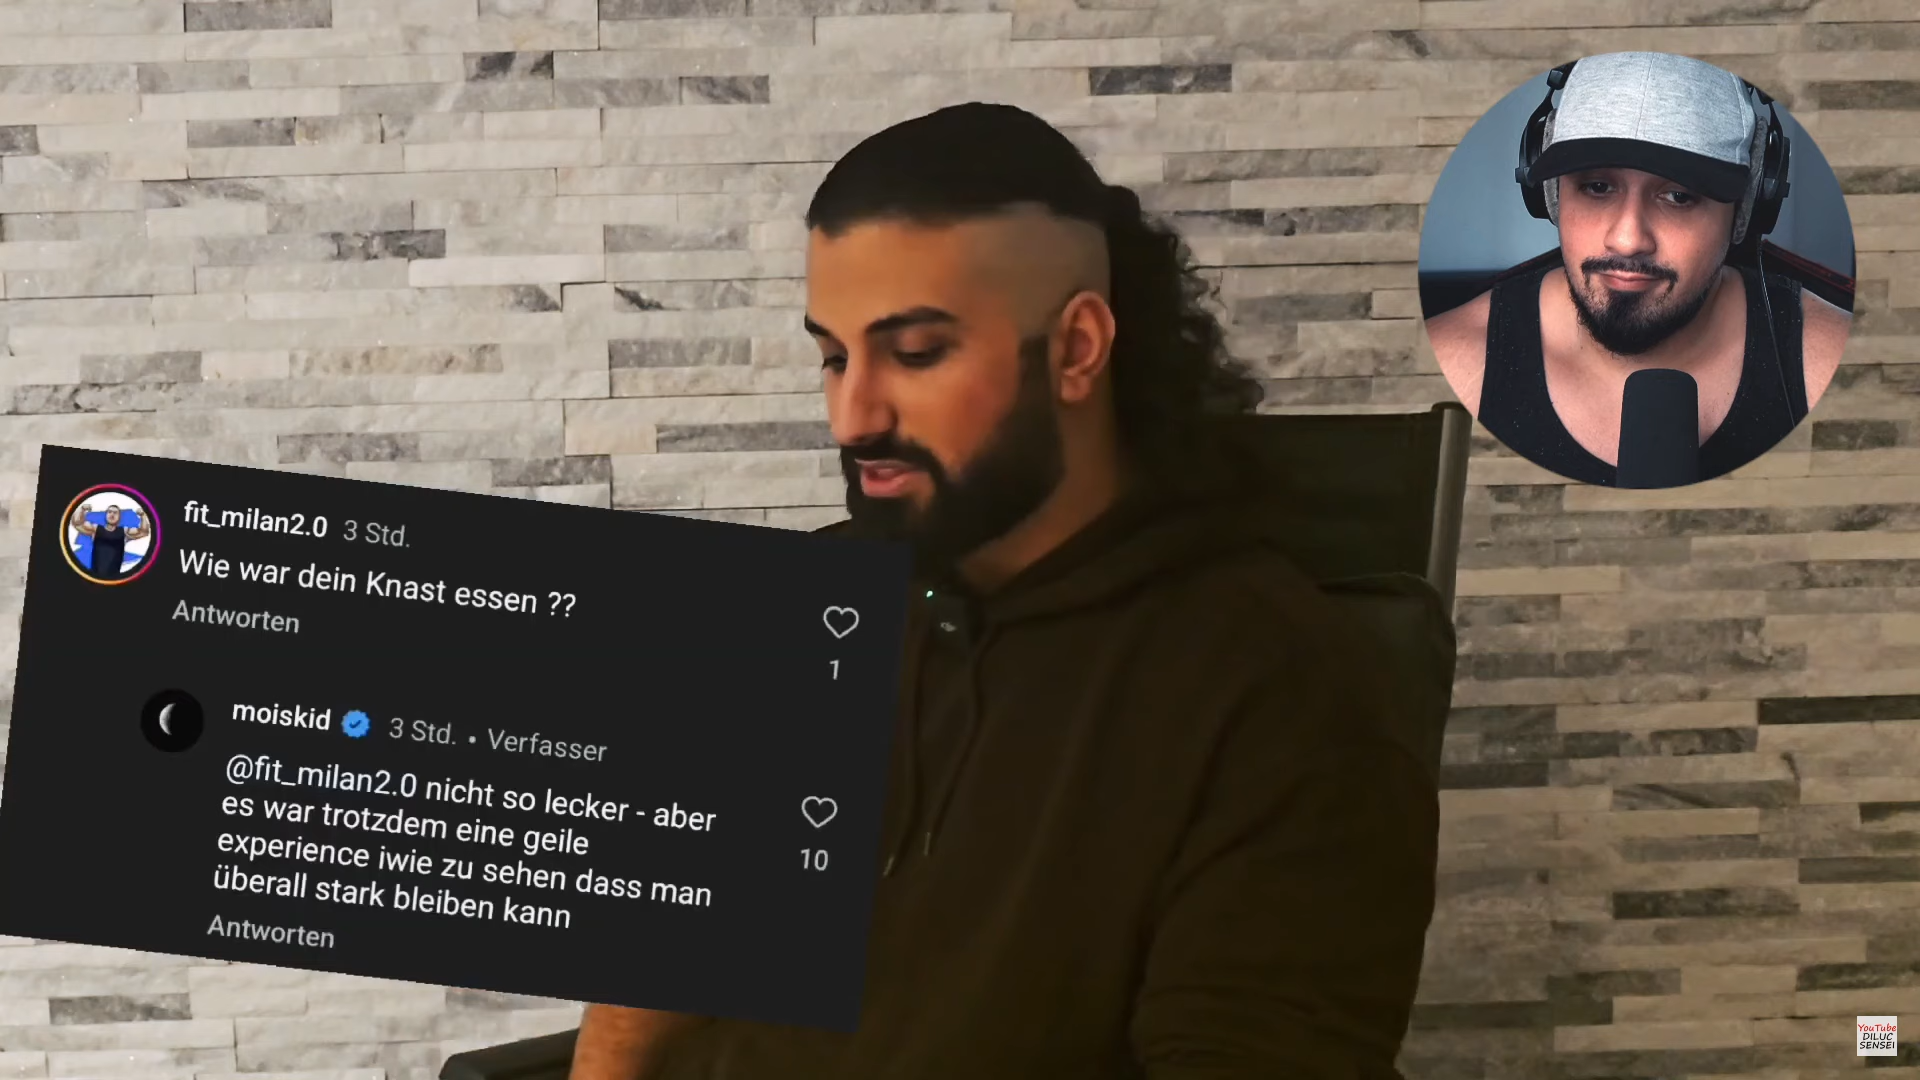 fit_milan2.0 3 Std.
Wie war dein Knast essen ??
Antworten
1
moiskid 3 Std. • Verfasser
@fit_milan2.0 nicht so lecker - aber
es war trotzdem eine geile
experience iwie zu sehen dass man
überall stark bleiben kann
10
Antworten
YouTube
DILUC
SENSEI